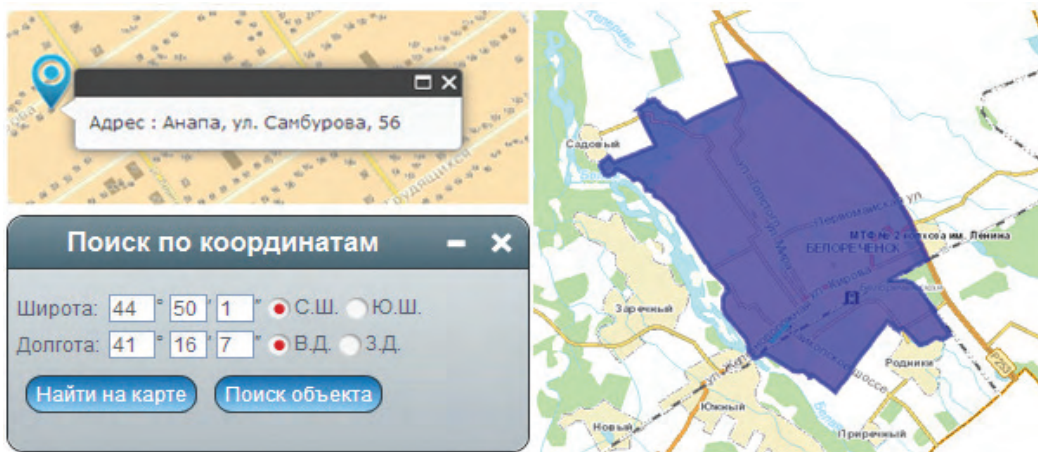 Адрес : Анапа, ул. Самбурова, 56
Поиск по координатам
Широта: 44 ° 50 ′ 1 ″ С.Ш. Ю.Ш.
Долгота: 41 ° 16 ′ 7 ″ В.Д. З.Д.
Найти на карте Поиск объекта
Садовый
Первомайская ул
МТФ № 2 колхоза им. Ленина
БЕЛОРЕЧЕНСК
Заречный
Родники
Р253
Южный
Новый
Приречный